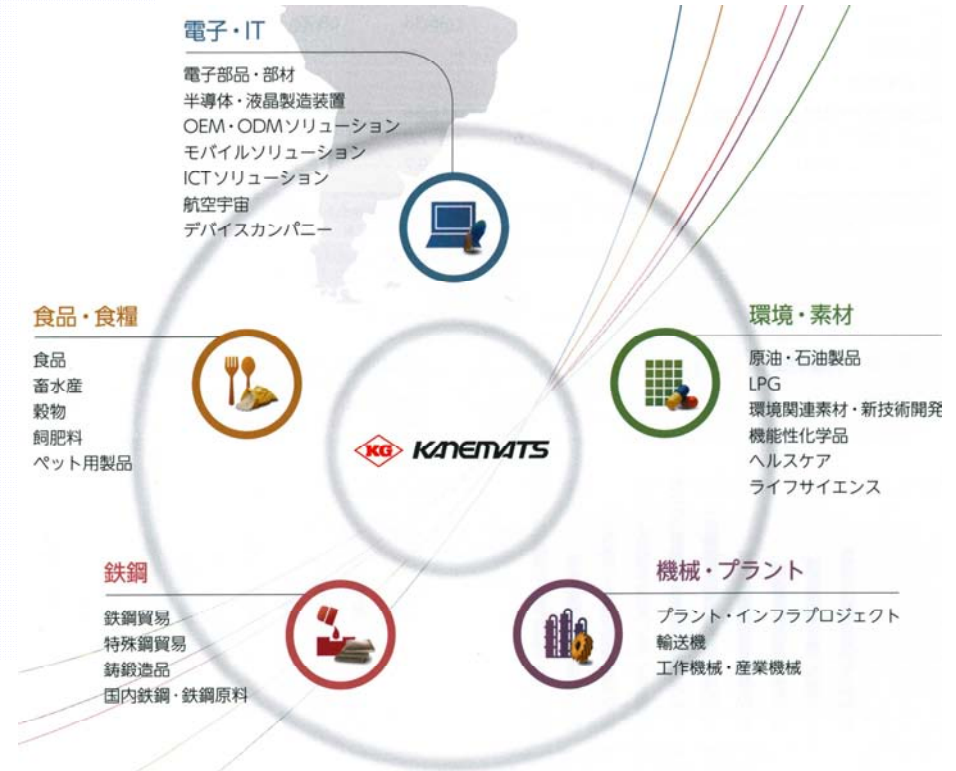 電子・IT
電子部品・部材
半導体・液晶製造装置
OEM・ODMソリューション
モバイルソリューション
ICTソリューション
航空宇宙
デバイスカンパニー
食品・食糧
食品
畜水産
穀物
飼肥料
ペット用製品
環境・素材
原油・石油製品
LPG
環境関連素材・新技術開発
機能性化学品
ヘルスケア
ライフサイエンス
KG KANEMATS
鉄鋼
鉄鋼貿易
特殊鋼貿易
鋳鍛造品
国内鉄鋼・鉄鋼原料
機械・プラント
プラント・インフラプロジェクト
輸送機
工作機械・産業機械